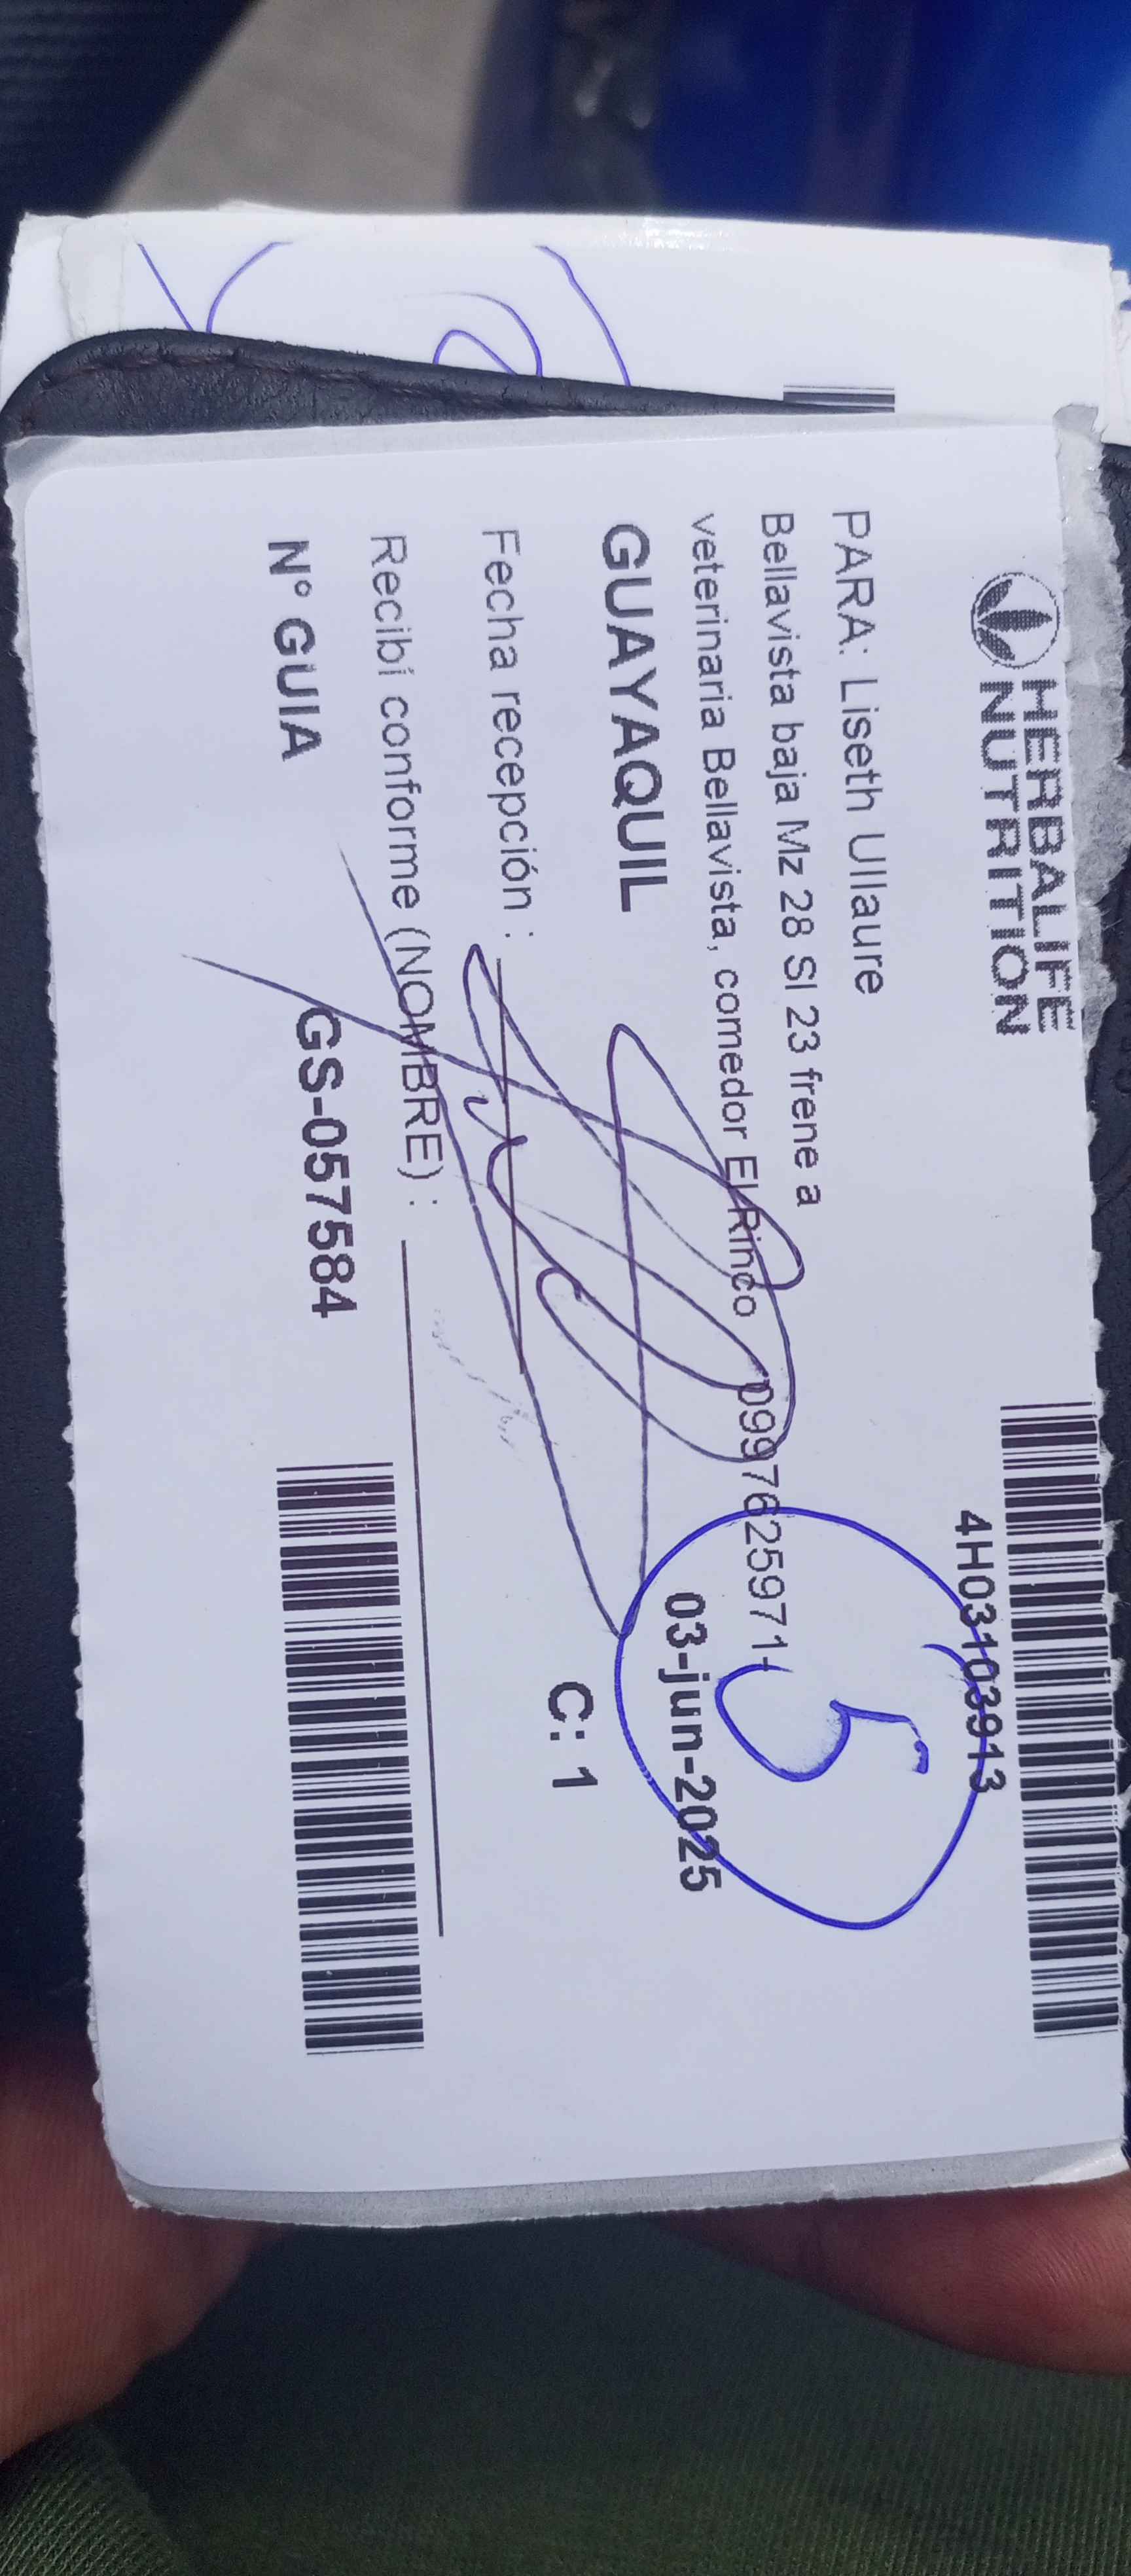 HERBALIFE
NUTRITION
4H03103913
PARA: Liseth Ullaure
Bellavista baja Mz 28 Sl 23 frene a
veterinaria Bellavista, comedor El Rinco 0997625971-
5
GUAYAQUIL
03-jun-2025
Fecha recepción :
C: 1
Recibí conforme (NOMBRE) :
N° GUIA GS-057584